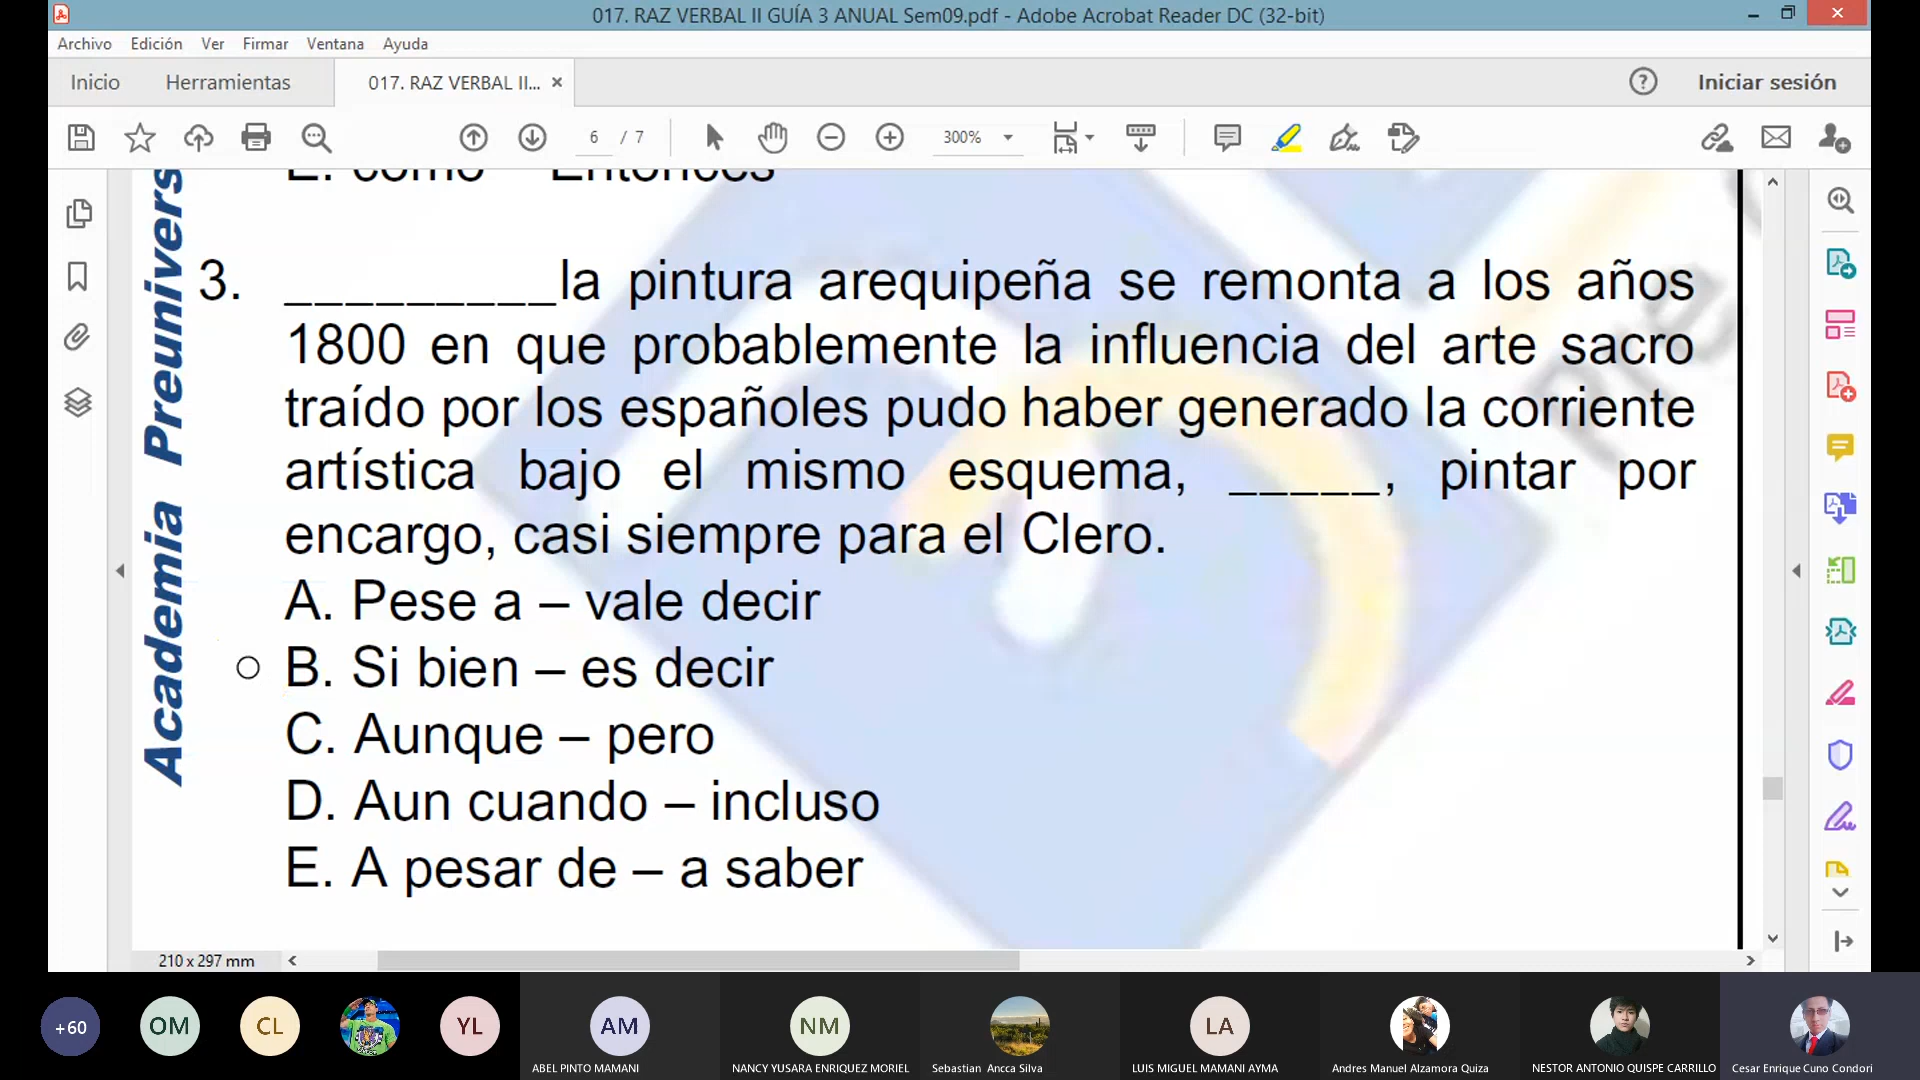 017. RAZ VERBAL II GUÍA 3 ANUAL Sem09.pdf - Adobe Acrobat Reader DC (32-bit)
Archivo Edición Ver Firmar Ventana Ayuda
Inicio Herramientas 017. RAZ VERBAL II... × Iniciar sesión
6 / 7 300%
E. como – Entonces
Academia Preunivers
3. _________la pintura arequipeña se remonta a los años
1800 en que probablemente la influencia del arte sacro
traído por los españoles pudo haber generado la corriente
artística bajo el mismo esquema, _____, pintar por
encargo, casi siempre para el Clero.
A. Pese a – vale decir
B. Si bien – es decir
C. Aunque – pero
D. Aun cuando – incluso
E. A pesar de – a saber
210 x 297 mm
+60 OM CL YL AM NM LA
ABEL PINTO MAMANI NANCY YUSARA ENRIQUEZ MORIEL Sebastian Ancca Silva LUIS MIGUEL MAMANI AYMA Andres Manuel Alzamora Quiza NESTOR ANTONIO QUISPE CARRILLO Cesar Enrique Cuno Condori